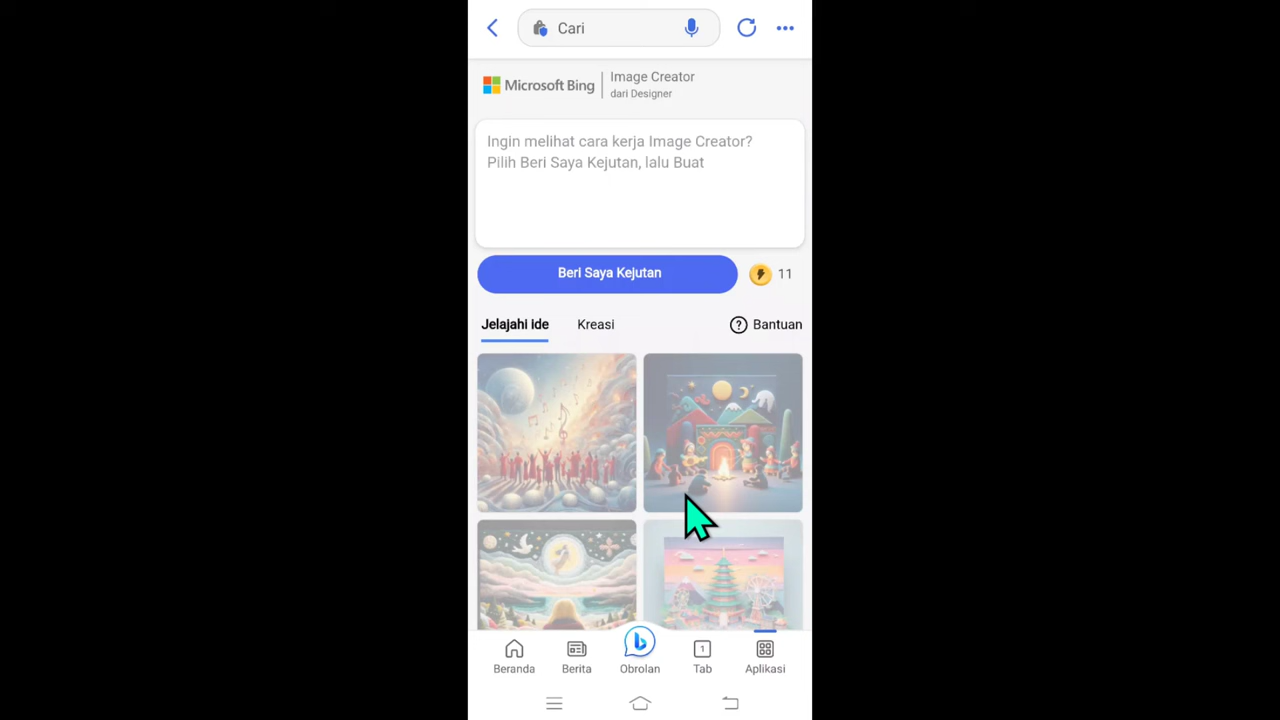 Cari
Microsoft Bing
Image Creator
dari Designer
Ingin melihat cara kerja Image Creator?
Pilih Beri Saya Kejutan, lalu Buat
Beri Saya Kejutan
11
Jelajahi ide
Kreasi
Bantuan
1
Beranda
Berita
Obrolan
Tab
Aplikasi